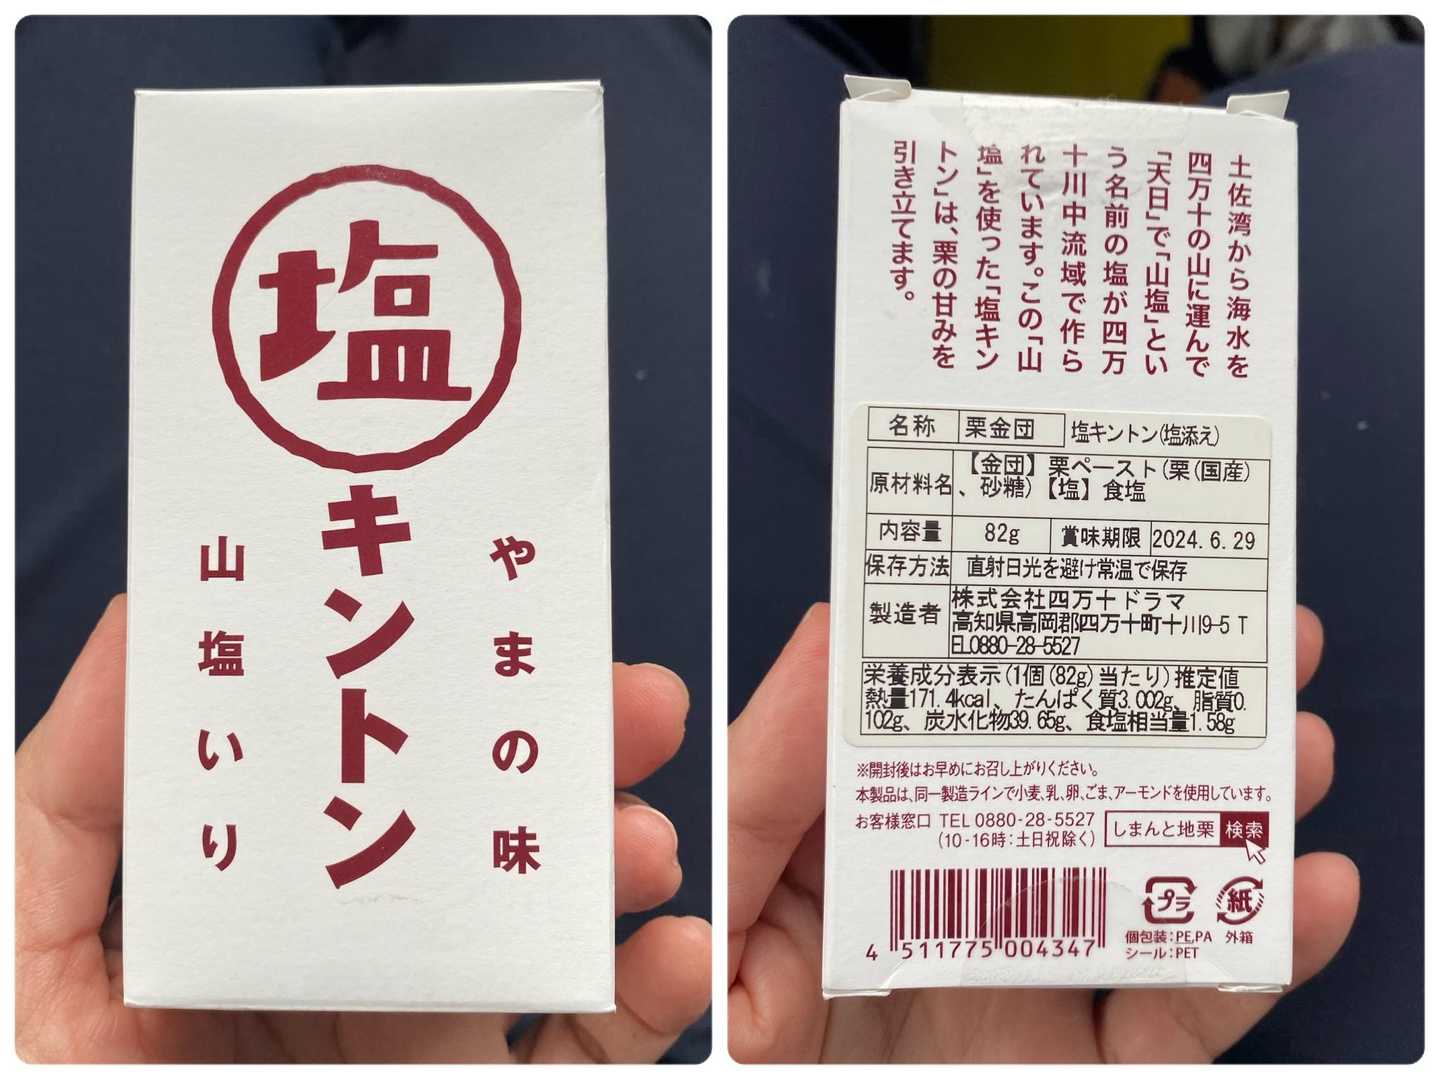 塩
キントン
やまの味
山塩いり
土佐湾から海水を
四万十の山に運んで
「天日」で「山塩」とい
う名前の塩が四万
十川中流域で作ら
れています。この「山
塩」を使った「塩キン
トン」は、栗の甘みを
引き立てます。
名称 栗金団 塩キントン(塩添え)
原材料名 【金団】栗ペースト(栗(国産)
、砂糖)【塩】食塩
内容量 82g 賞味期限 2024.6.29
保存方法 直射日光を避け常温で保存
製造者 株式会社四万十ドラマ
高知県高岡郡四万十町十川9-5 T
EL0880-28-5527
栄養成分表示(1個(82g)当たり)推定値
熱量171.4kcal、たんぱく質3.002g、脂質0.
102g、炭水化物39.65g、食塩相当量1.58g
※開封後はお早めにお召し上がりください。
本製品は、同一製造ラインで小麦、乳、卵、ごま、アーモンドを使用しています。
お客様窓口 TEL 0880-28-5527
(10-16時:土日祝除く)
しまんと地栗 検索
4 511775 004347
プラ 紙
個包装:PE,PA 外箱
シール:PET